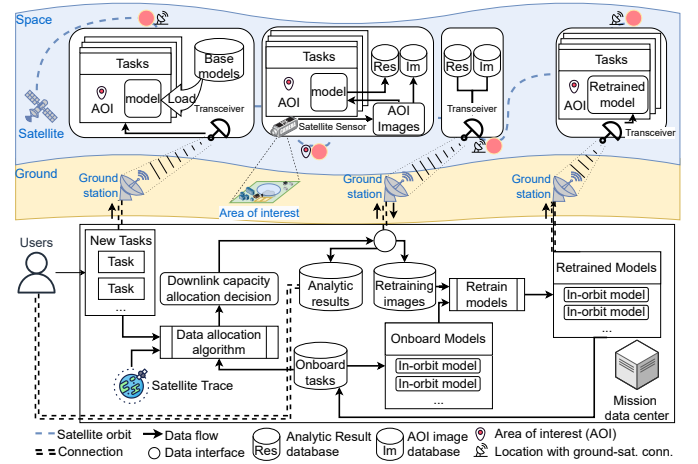 Space
Satellite
Tasks
AOI
model
Load
Base
models
Transceiver
Tasks
AOI
model
Res
Im
Satellite Sensor
AOI
Images
Res
Im
Transceiver
Tasks
AOI
Retrained
model
Transceiver
Ground
Ground
station
Area of interest
Ground
station
Ground
station
Users
New Tasks
Task
Task
...
Downlink capacity
allocation decision
Data allocation
algorithm
Satellite Trace
Analytic
results
Retraining
images
Retrain
models
Onboard
tasks
Onboard Models
In-orbit model
In-orbit model
...
Retrained Models
In-orbit model
In-orbit model
...
Mission
data center
Satellite orbit
Connection
Data flow
Data interface
Res
Analytic Result
database
Im
AOI image
database
Area of interest (AOI)
Location with ground-sat. conn.